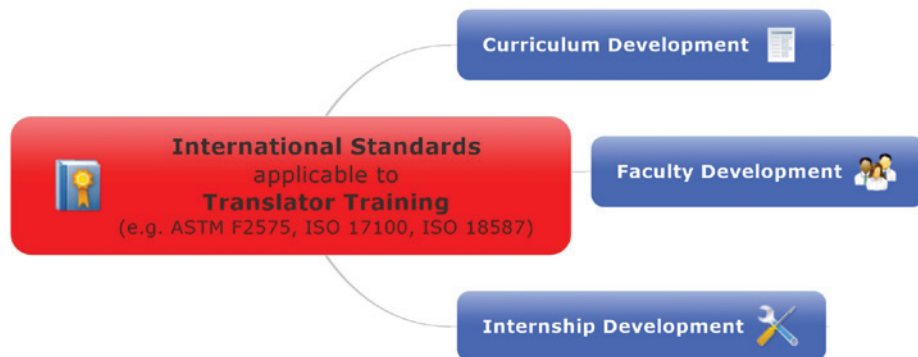 Curriculum Development
International Standards
applicable to
Translator Training
(e.g. ASTM F2575, ISO 17100, ISO 18587)
Faculty Development
Internship Development